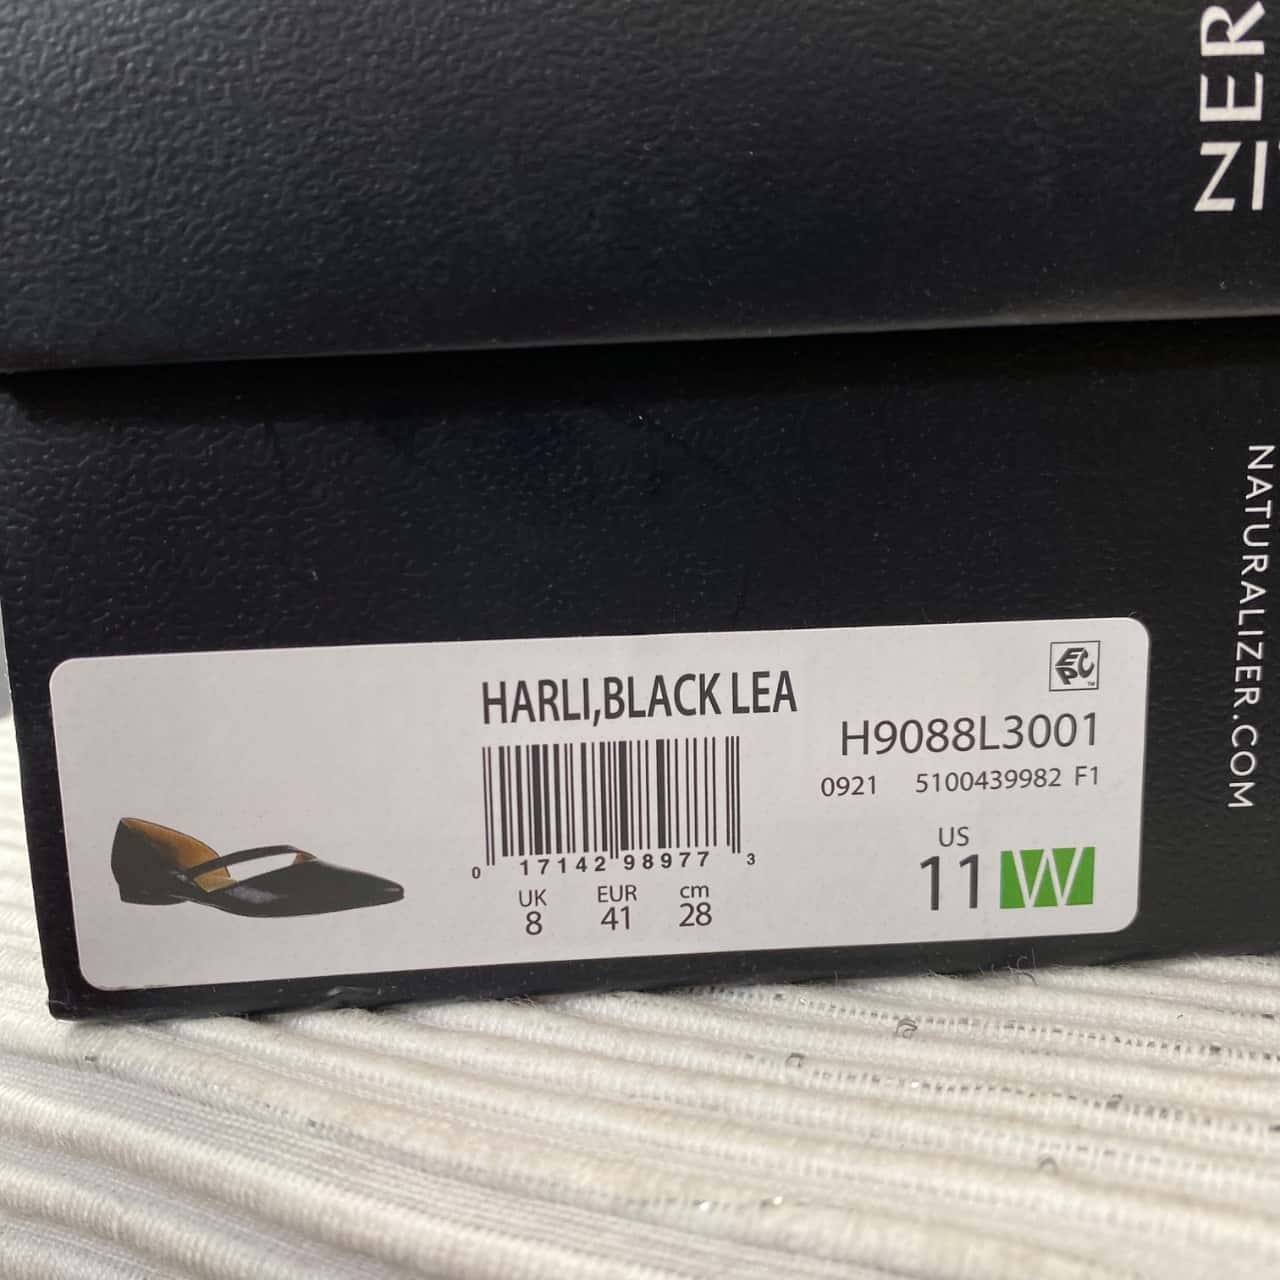 ZER
NATURALIZER.COM
HARLI,BLACK LEA
EPC
H9088L3001
0921 5100439982 F1
0 17142 98977 3
UK EUR cm
8 41 28
US
11 W